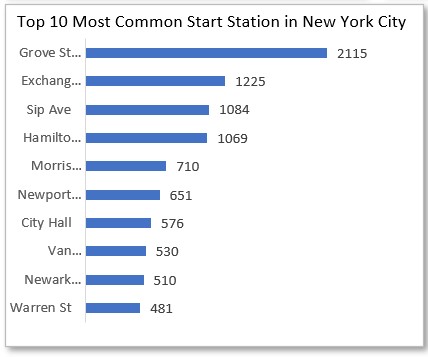 Top 10 Most Common Start Station in New York City
Grove St... 2115
Exchang... 1225
Sip Ave 1084
Hamilto... 1069
Morris... 710
Newport... 651
City Hall 576
Van... 530
Newark... 510
Warren St 481